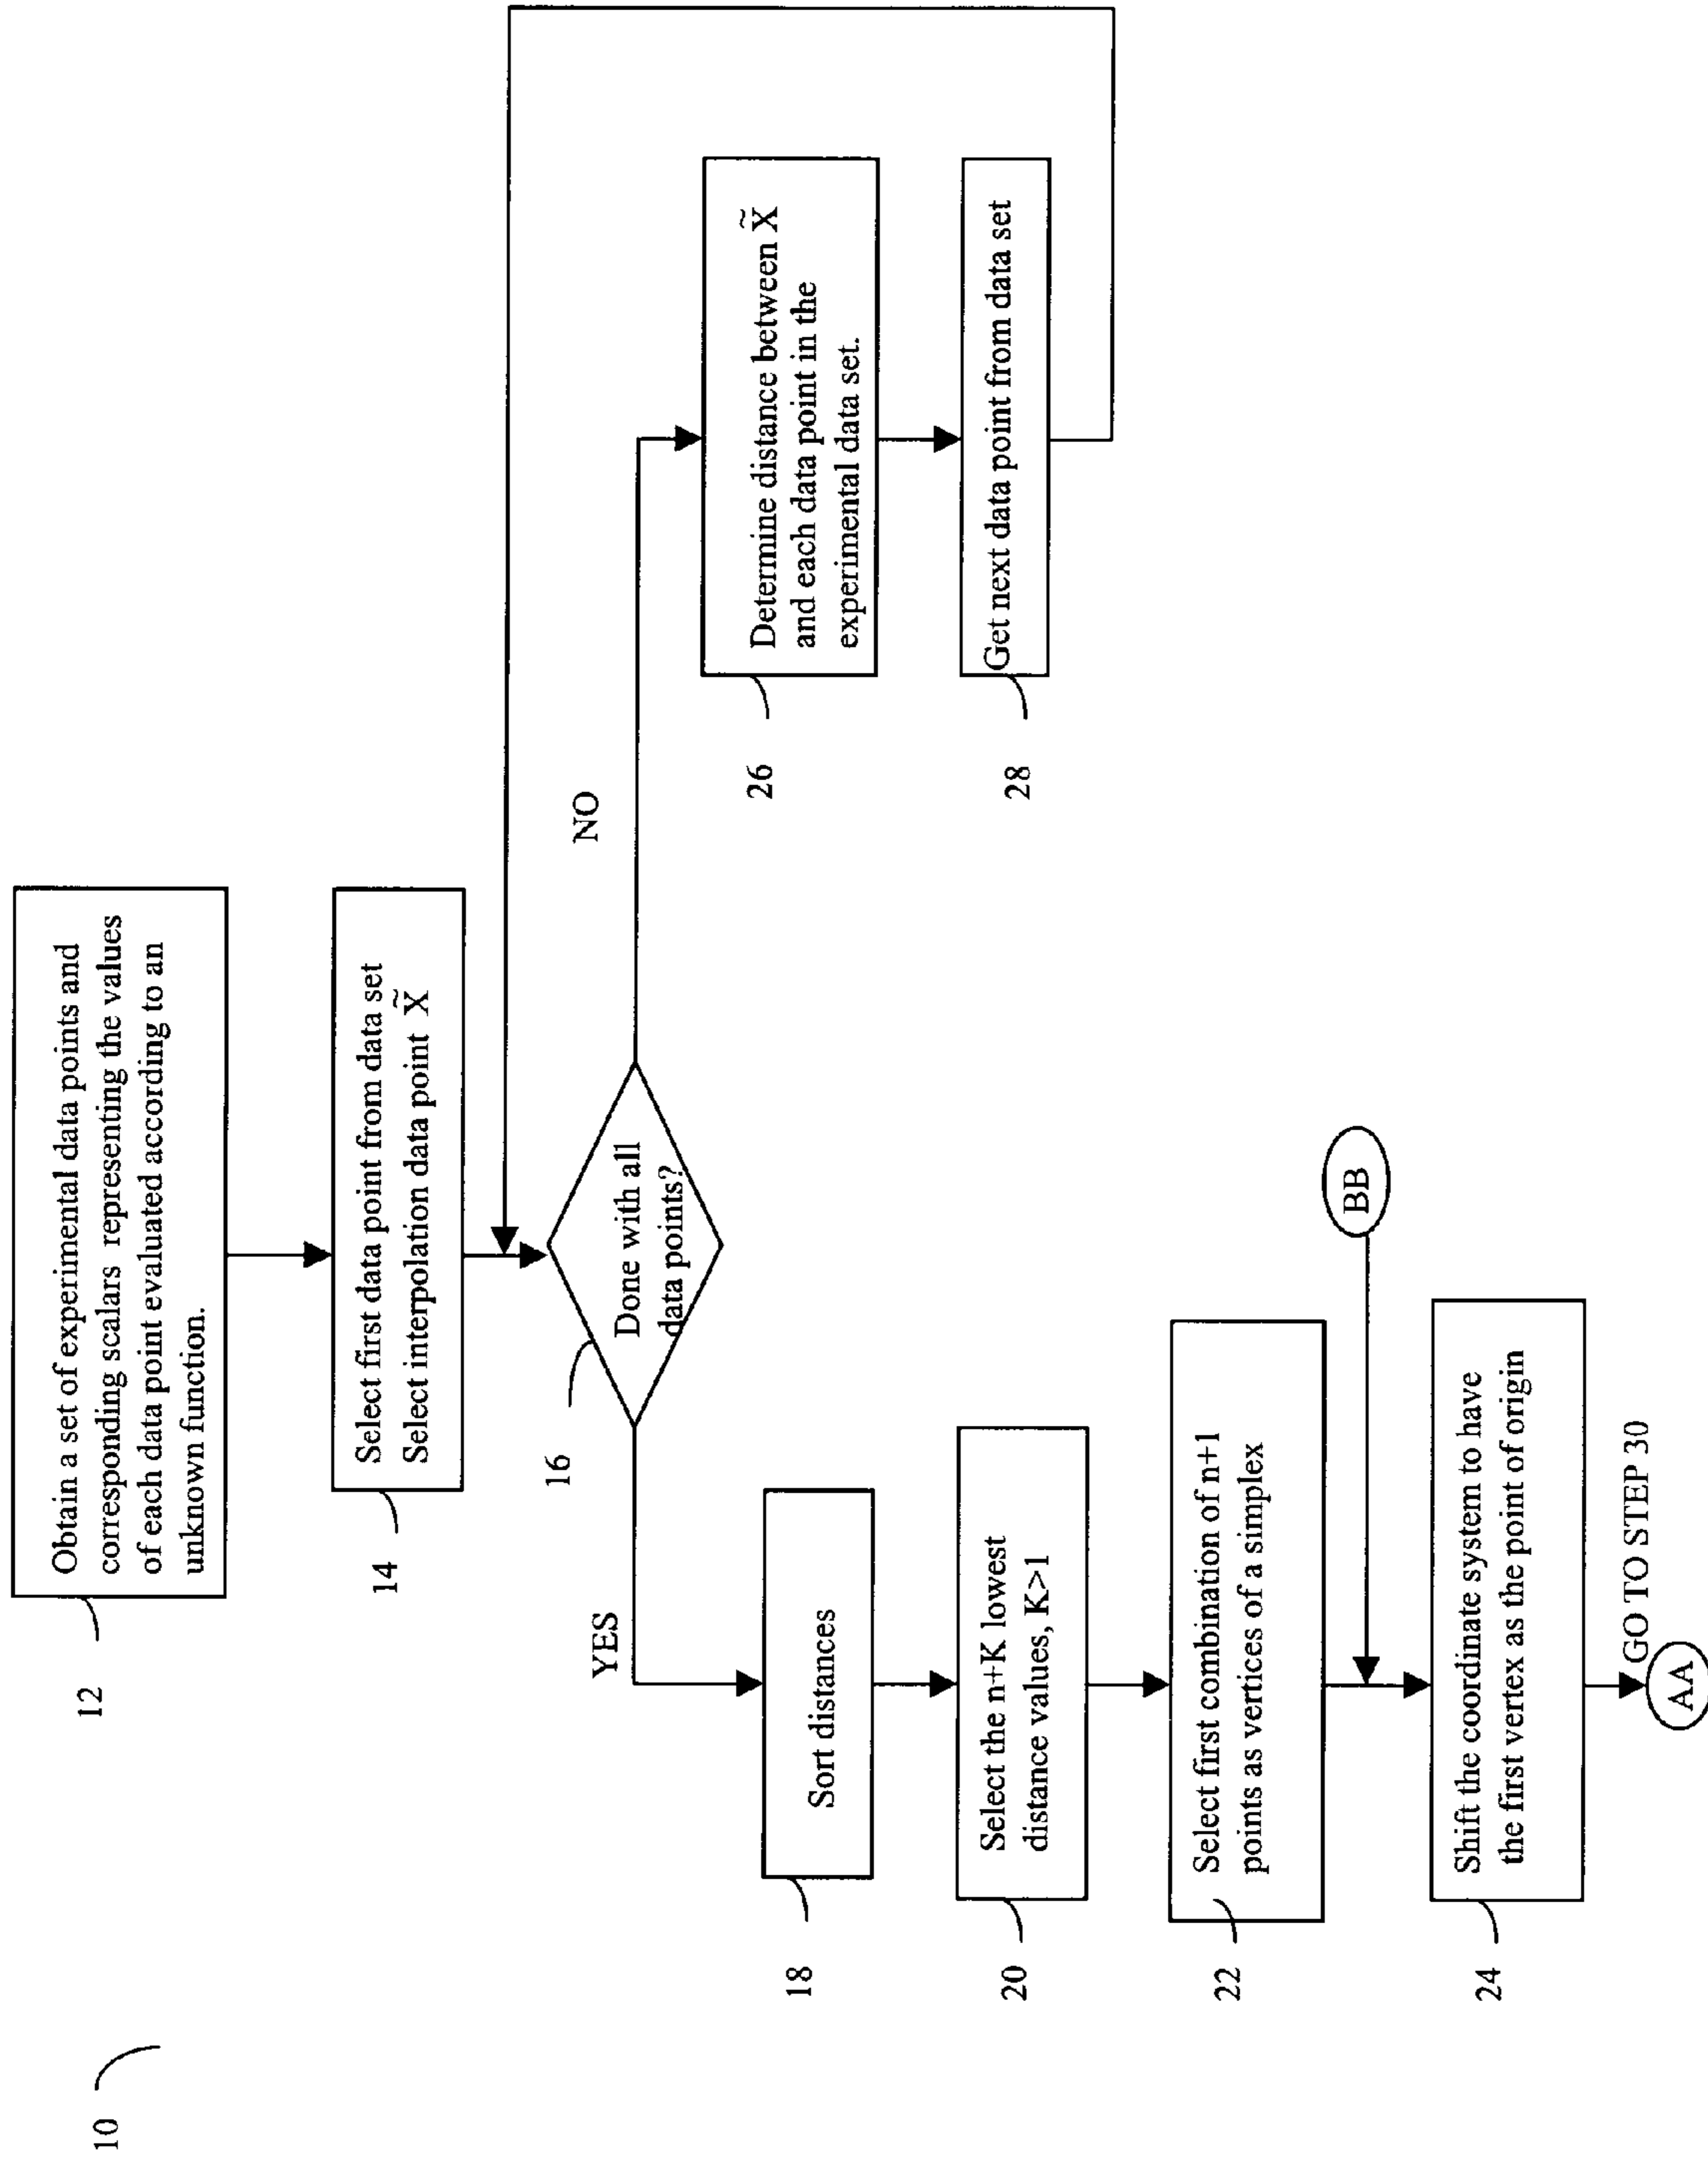 10
12
Obtain a set of experimental data points and
corresponding scalars representing the values
of each data point evaluated according to an
unknown function.
14
Select first data point from data set
Select interpolation data point X̃
16
Done with all
data points?
YES
NO
18
Sort distances
26
Determine distance between X̃
and each data point in the
experimental data set.
20
Select the n+K lowest
distance values, K>1
28
Get next data point from data set
22
Select first combination of n+1
points as vertices of a simplex
BB
24
Shift the coordinate system to have
the first vertex as the point of origin
GO TO STEP 30
AA